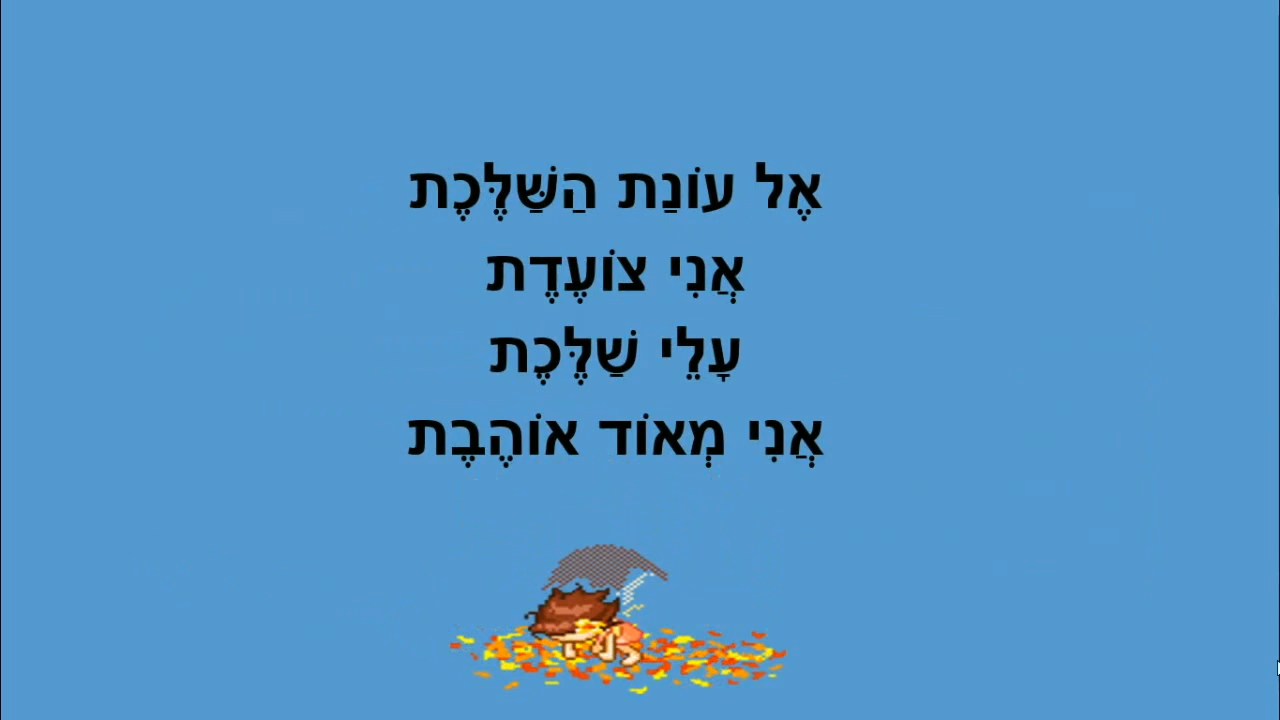 אֶל עוֹנַת הַשַּׁלֶּכֶת
אֲנִי צוֹעֶדֶת
עָלֵי שַׁלֶּכֶת
אֲנִי מְאוֹד אוֹהֶבֶת